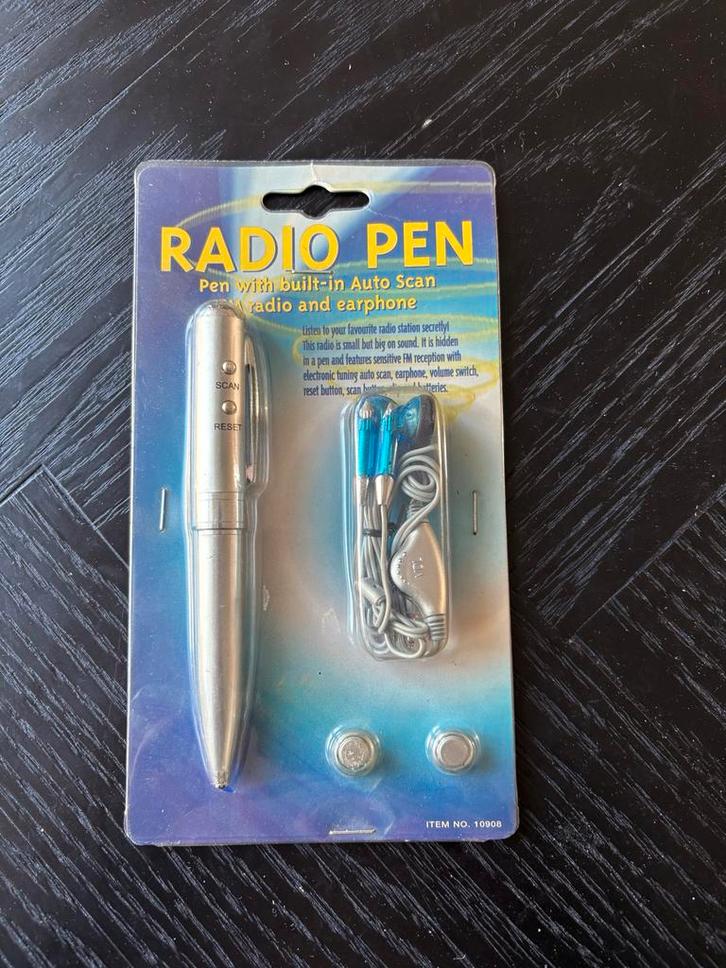 RADIO PEN
Pen with built-in Auto Scan
radio and earphone
Listen to your favourite radio station secretly!
This radio is small but big on sound. It is hidden
in a pen and features sensitive FM reception with
electronic tuning auto scan, earphone, volume switch,
reset button, scan batteries.
SCAN
RESET
VOL
ITEM NO. 10908